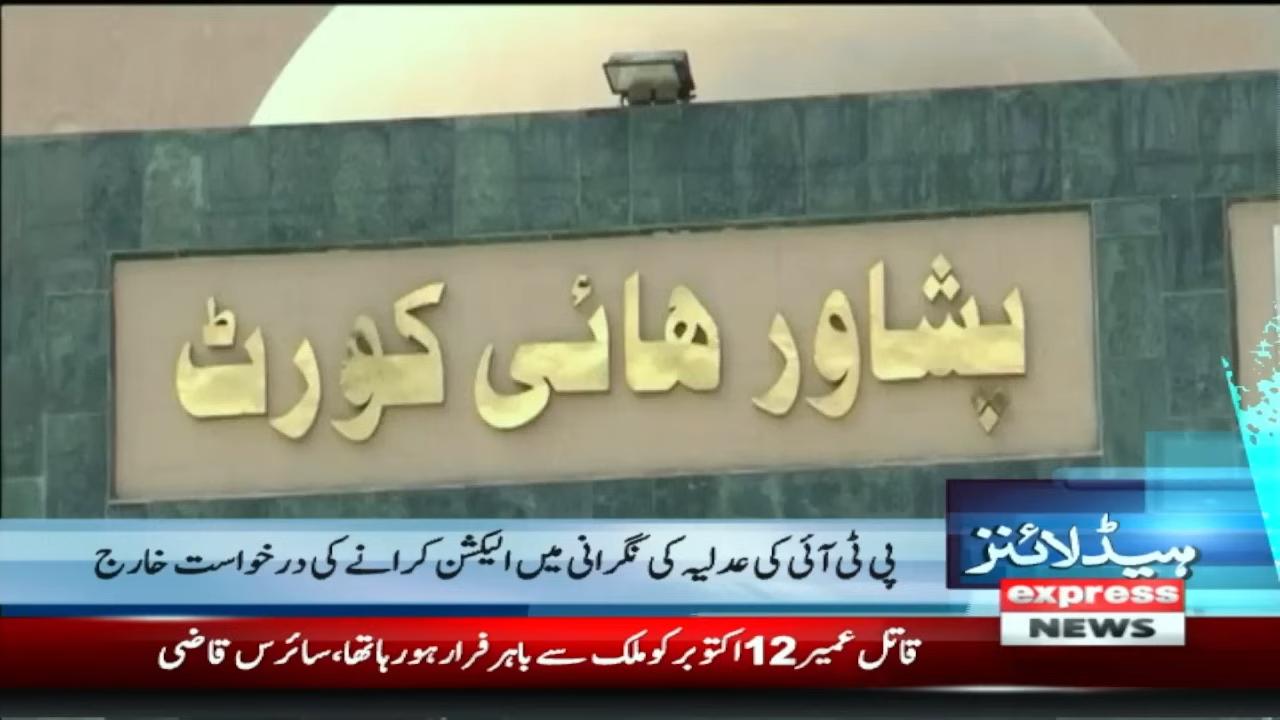 پشاور ھائی کورٹ
ہیڈلائنز
پی ٹی آئی کی عدلیہ کی نگرانی میں الیکشن کرانے کی درخواست خارج
express
NEWS
قاتل عمیر 12 اکتوبر کو ملک سے باہر فرار ہو رہا تھا، سائرس قاضی